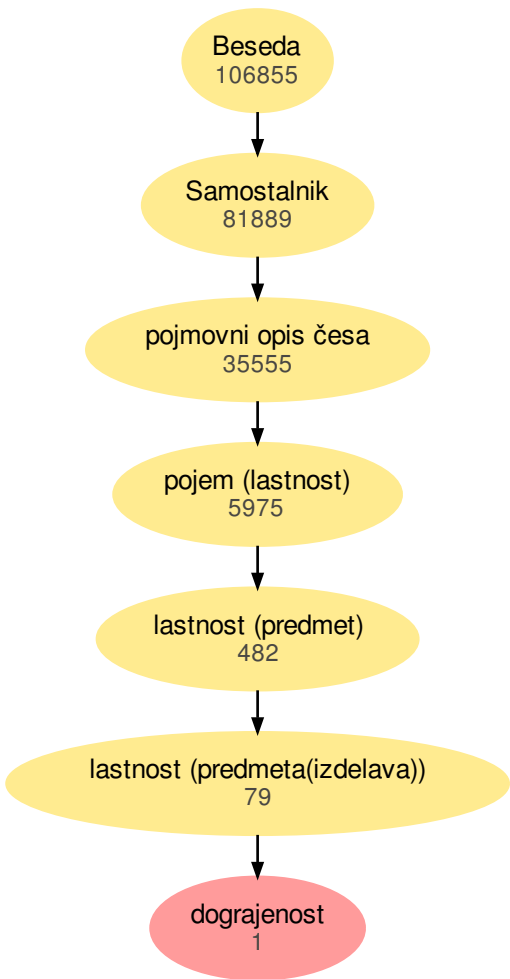 Beseda
106855
Samostalnik
81889
pojmovni opis česa
35555
pojem (lastnost)
5975
lastnost (predmet)
482
lastnost (predmeta(izdelava))
79
dograjenost
1